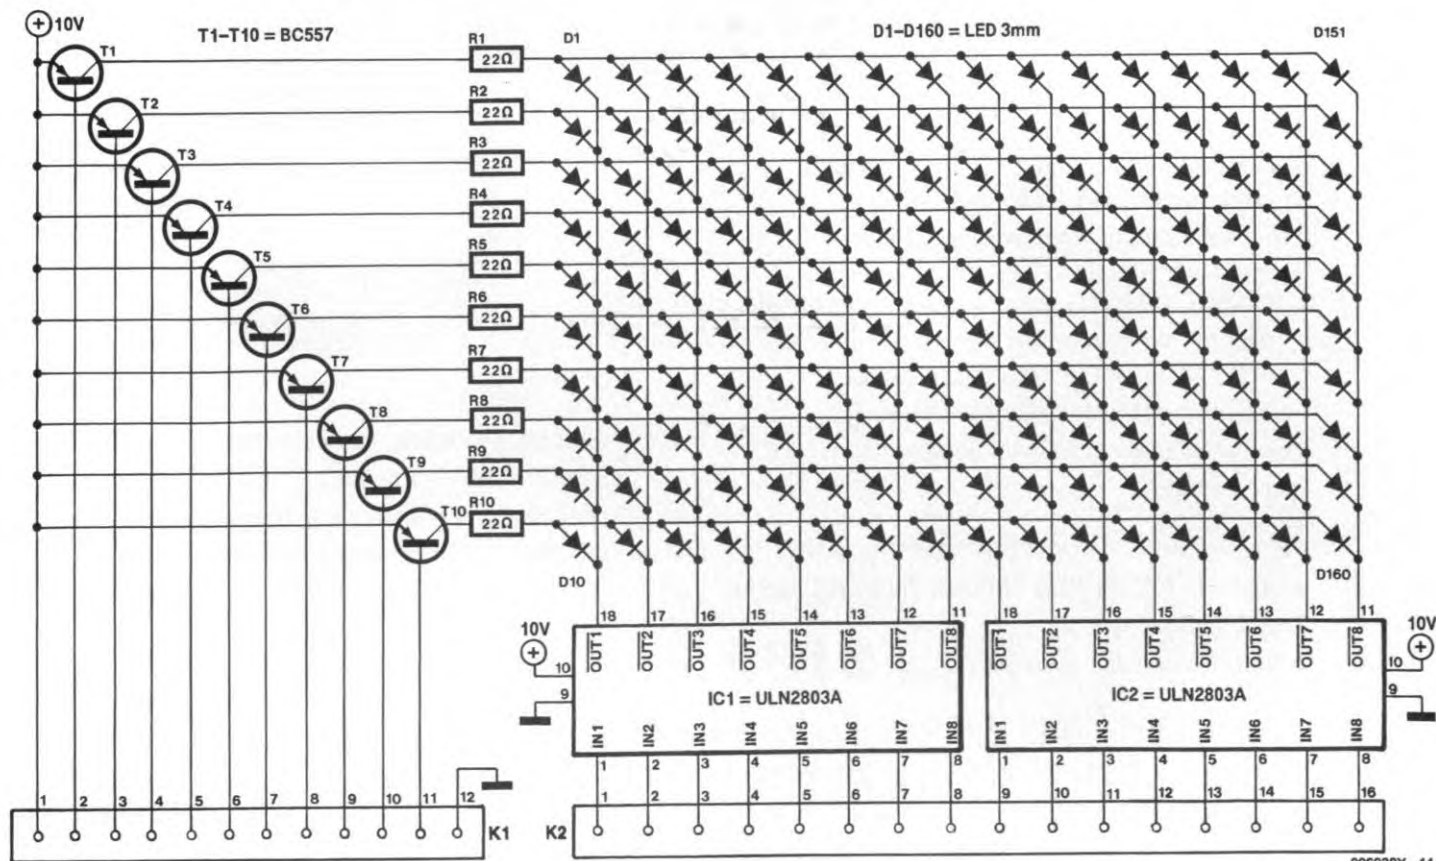 10V
T1–T10 = BC557
D1–D160 = LED 3mm
T1
R1
22Ω
D1
D151
T2
R2
22Ω
T3
R3
22Ω
T4
R4
22Ω
T5
R5
22Ω
T6
R6
22Ω
T7
R7
22Ω
T8
R8
22Ω
T9
R9
22Ω
T10
R10
22Ω
D10
D160
18 17 16 15 14 13 12 11 18 17 16 15 14 13 12 11
10V
10
9
OUT1 OUT2 OUT3 OUT4 OUT5 OUT6 OUT7 OUT8
IC1 = ULN2803A
IN1 IN2 IN3 IN4 IN5 IN6 IN7 IN8
OUT1 OUT2 OUT3 OUT4 OUT5 OUT6 OUT7 OUT8
IC2 = ULN2803A
IN1 IN2 IN3 IN4 IN5 IN6 IN7 IN8
10V
10
9
1 2 3 4 5 6 7 8 1 2 3 4 5 6 7 8
1 2 3 4 5 6 7 8 9 10 11 12
K1
K2
1 2 3 4 5 6 7 8 9 10 11 12 13 14 15 16